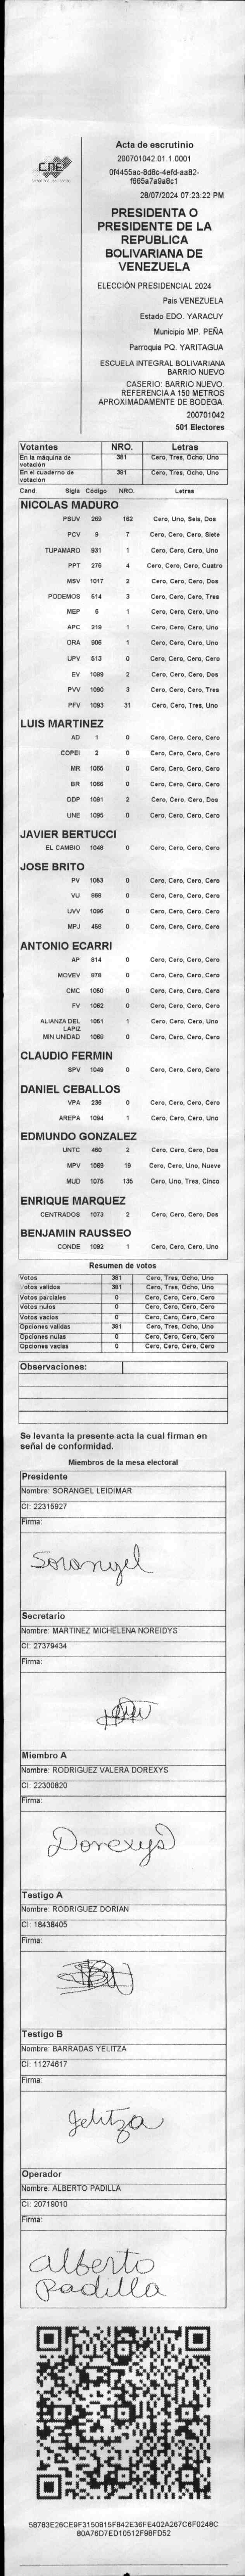 CNE
Acta de escrutinio
200701042.01.1.0001
0f4455ac-8d8c-4efd-aa82-
f665a7a9a8c1
28/07/2024 07:23:22 PM
PRESIDENTA O
PRESIDENTE DE LA
REPUBLICA
BOLIVARIANA DE
VENEZUELA
ELECCIÓN PRESIDENCIAL 2024
Pais VENEZUELA
Estado EDO. YARACUY
Municipio MP. PEÑA
Parroquia PQ. YARITAGUA
ESCUELA INTEGRAL BOLIVARIANA
BARRIO NUEVO
CASERIO: BARRIO NUEVO.
REFERENCIA A 150 METROS
APROXIMADAMENTE DE BODEGA.
200701042
501 Electores
Votantes NRO. Letras
En la máquina de votación 381 Cero, Tres, Ocho, Uno
En el cuaderno de votación 381 Cero, Tres, Ocho, Uno
Cand. Sigla Código NRO. Letras
NICOLAS MADURO
PSUV 269 162 Cero, Uno, Seis, Dos
PCV 9 7 Cero, Cero, Cero, Siete
TUPAMARO 931 1 Cero, Cero, Cero, Uno
PPT 276 4 Cero, Cero, Cero, Cuatro
MSV 1017 2 Cero, Cero, Cero, Dos
PODEMOS 514 3 Cero, Cero, Cero, Tres
MEP 6 1 Cero, Cero, Cero, Uno
APC 219 1 Cero, Cero, Cero, Uno
ORA 906 1 Cero, Cero, Cero, Uno
UPV 513 0 Cero, Cero, Cero, Cero
EV 1089 2 Cero, Cero, Cero, Dos
PVV 1090 3 Cero, Cero, Cero, Tres
PFV 1093 31 Cero, Cero, Tres, Uno
LUIS MARTINEZ
AD 1 0 Cero, Cero, Cero, Cero
COPEI 2 0 Cero, Cero, Cero, Cero
MR 1055 0 Cero, Cero, Cero, Cero
BR 1066 0 Cero, Cero, Cero, Cero
DDP 1091 2 Cero, Cero, Cero, Dos
UNE 1095 0 Cero, Cero, Cero, Cero
JAVIER BERTUCCI
EL CAMBIO 1048 0 Cero, Cero, Cero, Cero
JOSE BRITO
PV 1053 0 Cero, Cero, Cero, Cero
VU 868 0 Cero, Cero, Cero, Cero
UVV 1096 0 Cero, Cero, Cero, Cero
MPJ 458 0 Cero, Cero, Cero, Cero
ANTONIO ECARRI
AP 814 0 Cero, Cero, Cero, Cero
MOVEV 978 0 Cero, Cero, Cero, Cero
CMC 1050 0 Cero, Cero, Cero, Cero
FV 1052 0 Cero, Cero, Cero, Cero
ALIANZA DEL LAPIZ 1051 1 Cero, Cero, Cero, Uno
MIN UNIDAD 1068 0 Cero, Cero, Cero, Cero
CLAUDIO FERMIN
SPV 1049 0 Cero, Cero, Cero, Cero
DANIEL CEBALLOS
VPA 236 0 Cero, Cero, Cero, Cero
AREPA 1094 1 Cero, Cero, Cero, Uno
EDMUNDO GONZALEZ
UNTC 460 2 Cero, Cero, Cero, Dos
MPV 1069 19 Cero, Cero, Uno, Nueve
MUD 1075 135 Cero, Uno, Tres, Cinco
ENRIQUE MARQUEZ
CENTRADOS 1073 2 Cero, Cero, Cero, Dos
BENJAMIN RAUSSEO
CONDE 1092 1 Cero, Cero, Cero, Uno
Resumen de votos
Votos 381 Cero, Tres, Ocho, Uno
Votos validos 381 Cero, Tres, Ocho, Uno
Votos parciales 0 Cero, Cero, Cero, Cero
Votos nulos 0 Cero, Cero, Cero, Cero
Votos vacios 0 Cero, Cero, Cero, Cero
Opciones validas 381 Cero, Tres, Ocho, Uno
Opciones nulas 0 Cero, Cero, Cero, Cero
Opciones vacias 0 Cero, Cero, Cero, Cero
Observaciones:
Se levanta la presente acta la cual firman en
señal de conformidad.
Miembros de la mesa electoral
Presidente
Nombre: SORANGEL LEIDIMAR
CI: 22315927
Firma:
Sorangel
Secretario
Nombre: MARTINEZ MICHELENA NOREIDYS
CI: 27379434
Firma:
Miembro A
Nombre: RODRIGUEZ VALERA DOREXYS
CI: 22300820
Firma:
Dorexys
Testigo A
Nombre: RODRIGUEZ DORIAN
CI: 18438405
Firma:
Testigo B
Nombre: BARRADAS YELITZA
CI: 11274617
Firma:
Yelitza
Operador
Nombre: ALBERTO PADILLA
CI: 20719010
Firma:
alberto
Padilla
58783E26CE9F3150815F842E36FE402A267C6F0248C
80A76D7ED10512F98FD52